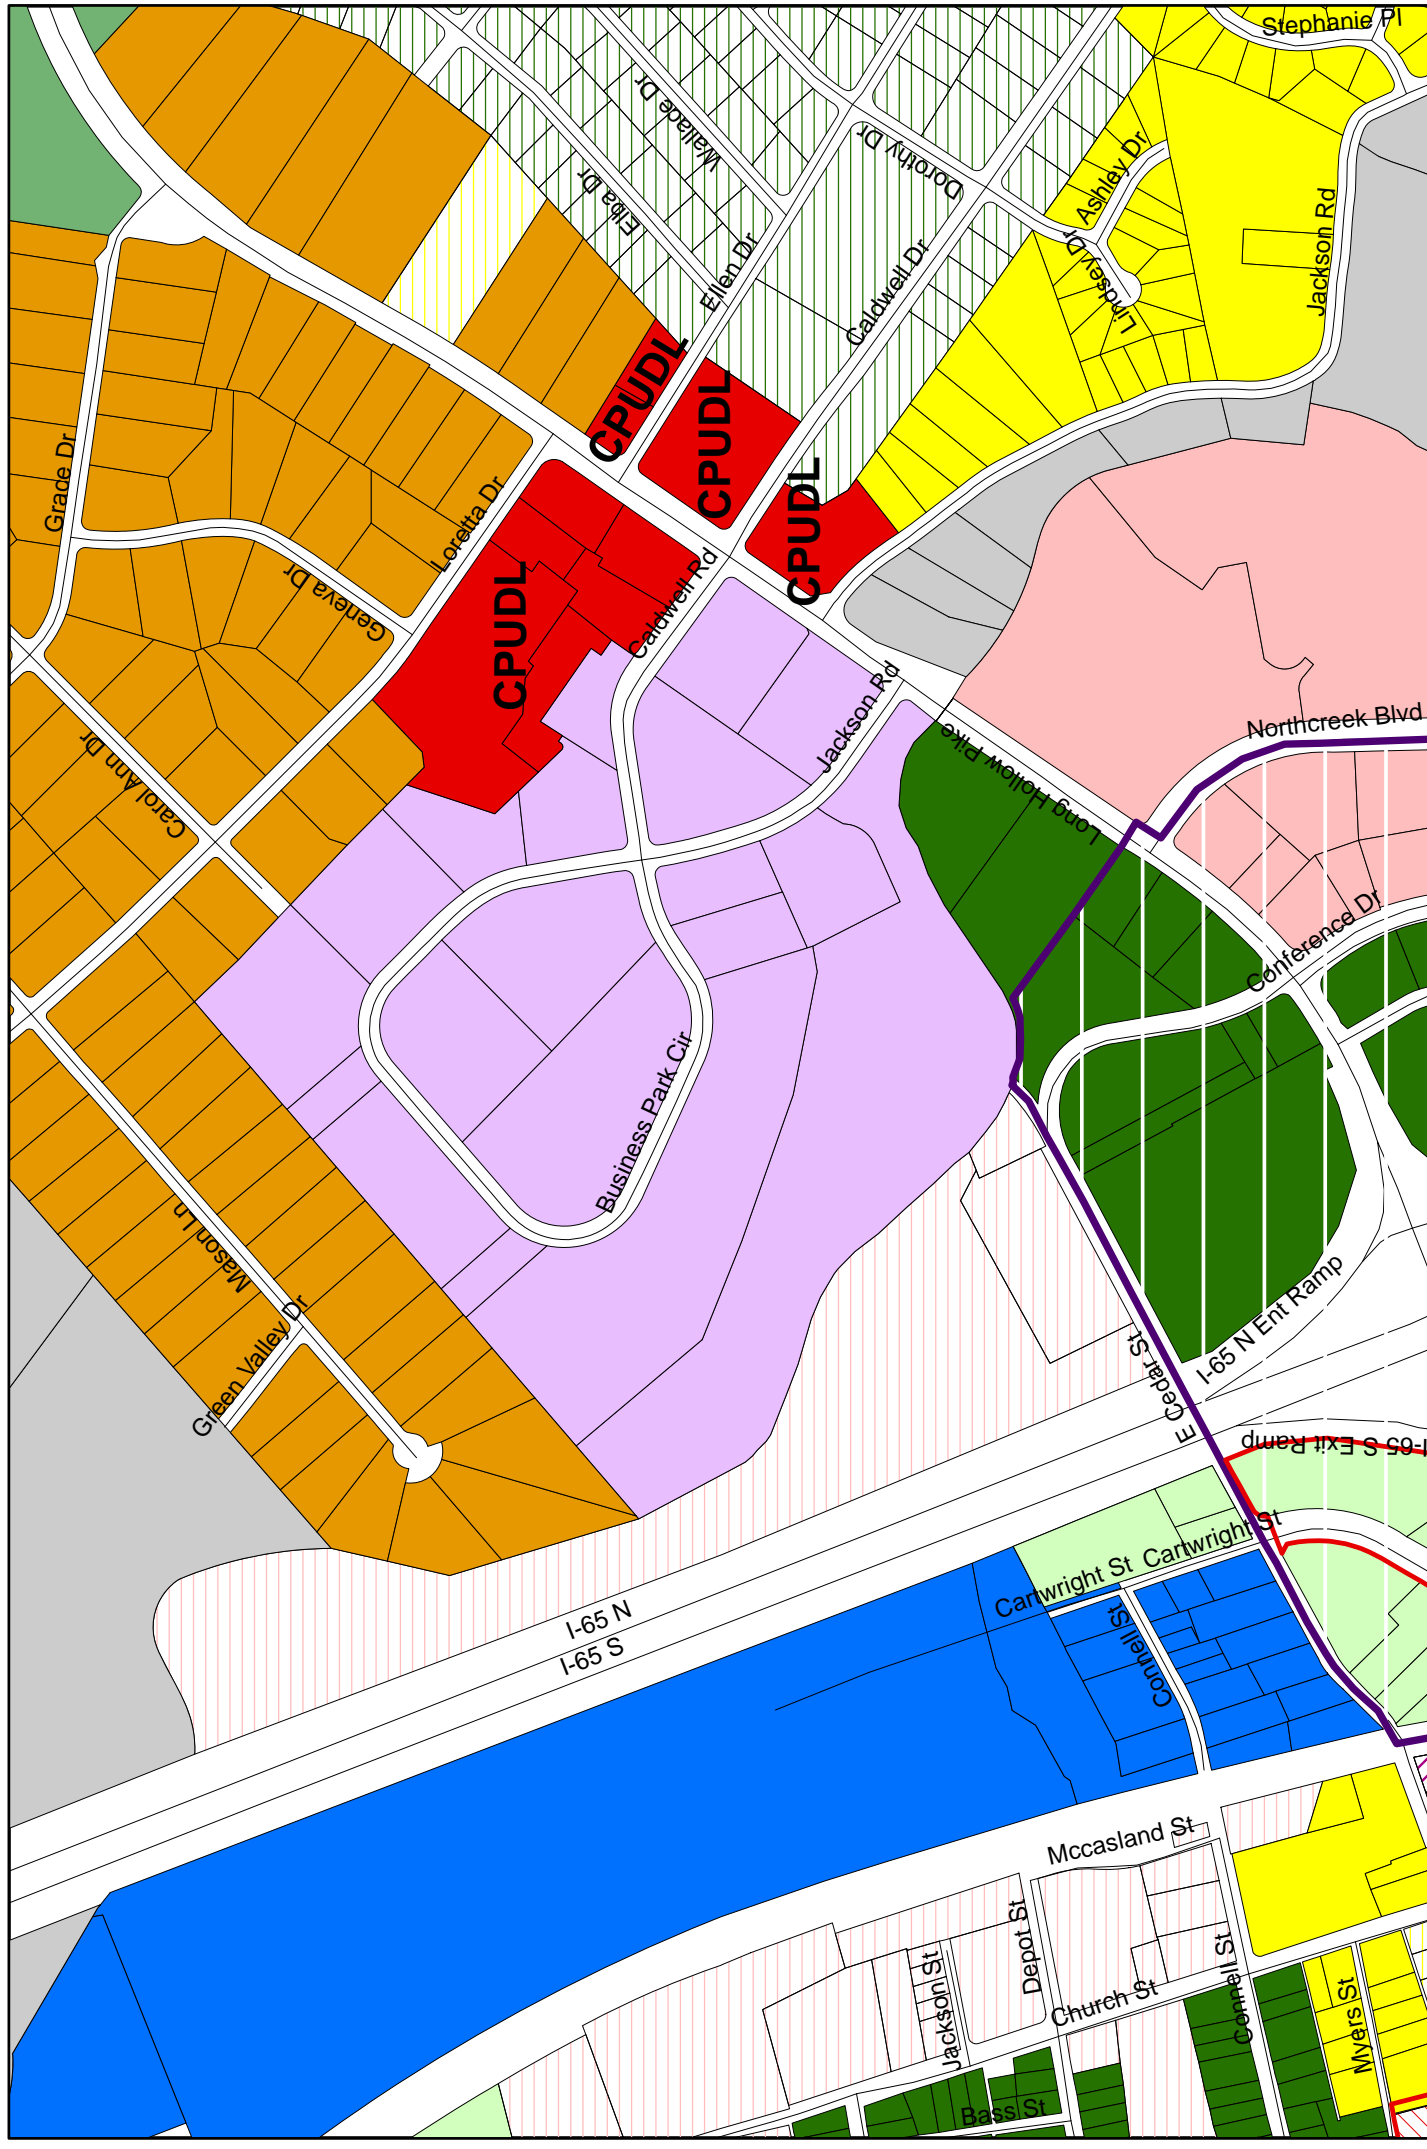 Stephanie Pl
Wallade Dr
Dorothy Dr
Ashley Dr
Elba Dr
Jackson Rd
Ellen Dr
Caldwell Dr
Lindsey Dr
CPUDL
CPUDL
CPUDL
Grade Dr
Loretta Dr
CPUDL
Geneva Dr
Caldwell Rd
Jackson Rd
Long Hollow Pike
Northcreek Blvd
Carol Ann Dr
Conference Dr
Business Park Cir
Mason Ln
Green Valley Dr
I-65 N Ent Ramp
E Cedar St
I-65 S Exit Ramp
Cartwright St
Cartwright St
Connell St
I-65 N
I-65 S
Mccasland St
Depot St
Jackson St
Church St
Connell St
Myers St
Bass St